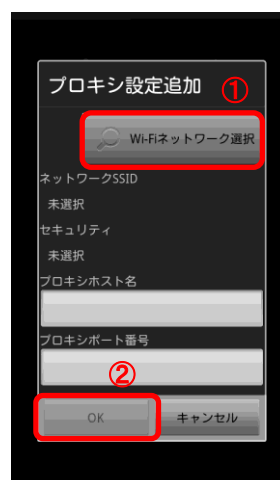 プロキシ設定追加
①
Wi-Fiネットワーク選択
ネットワークSSID
未選択
セキュリティ
未選択
プロキシホスト名
プロキシポート番号
②
OK
キャンセル